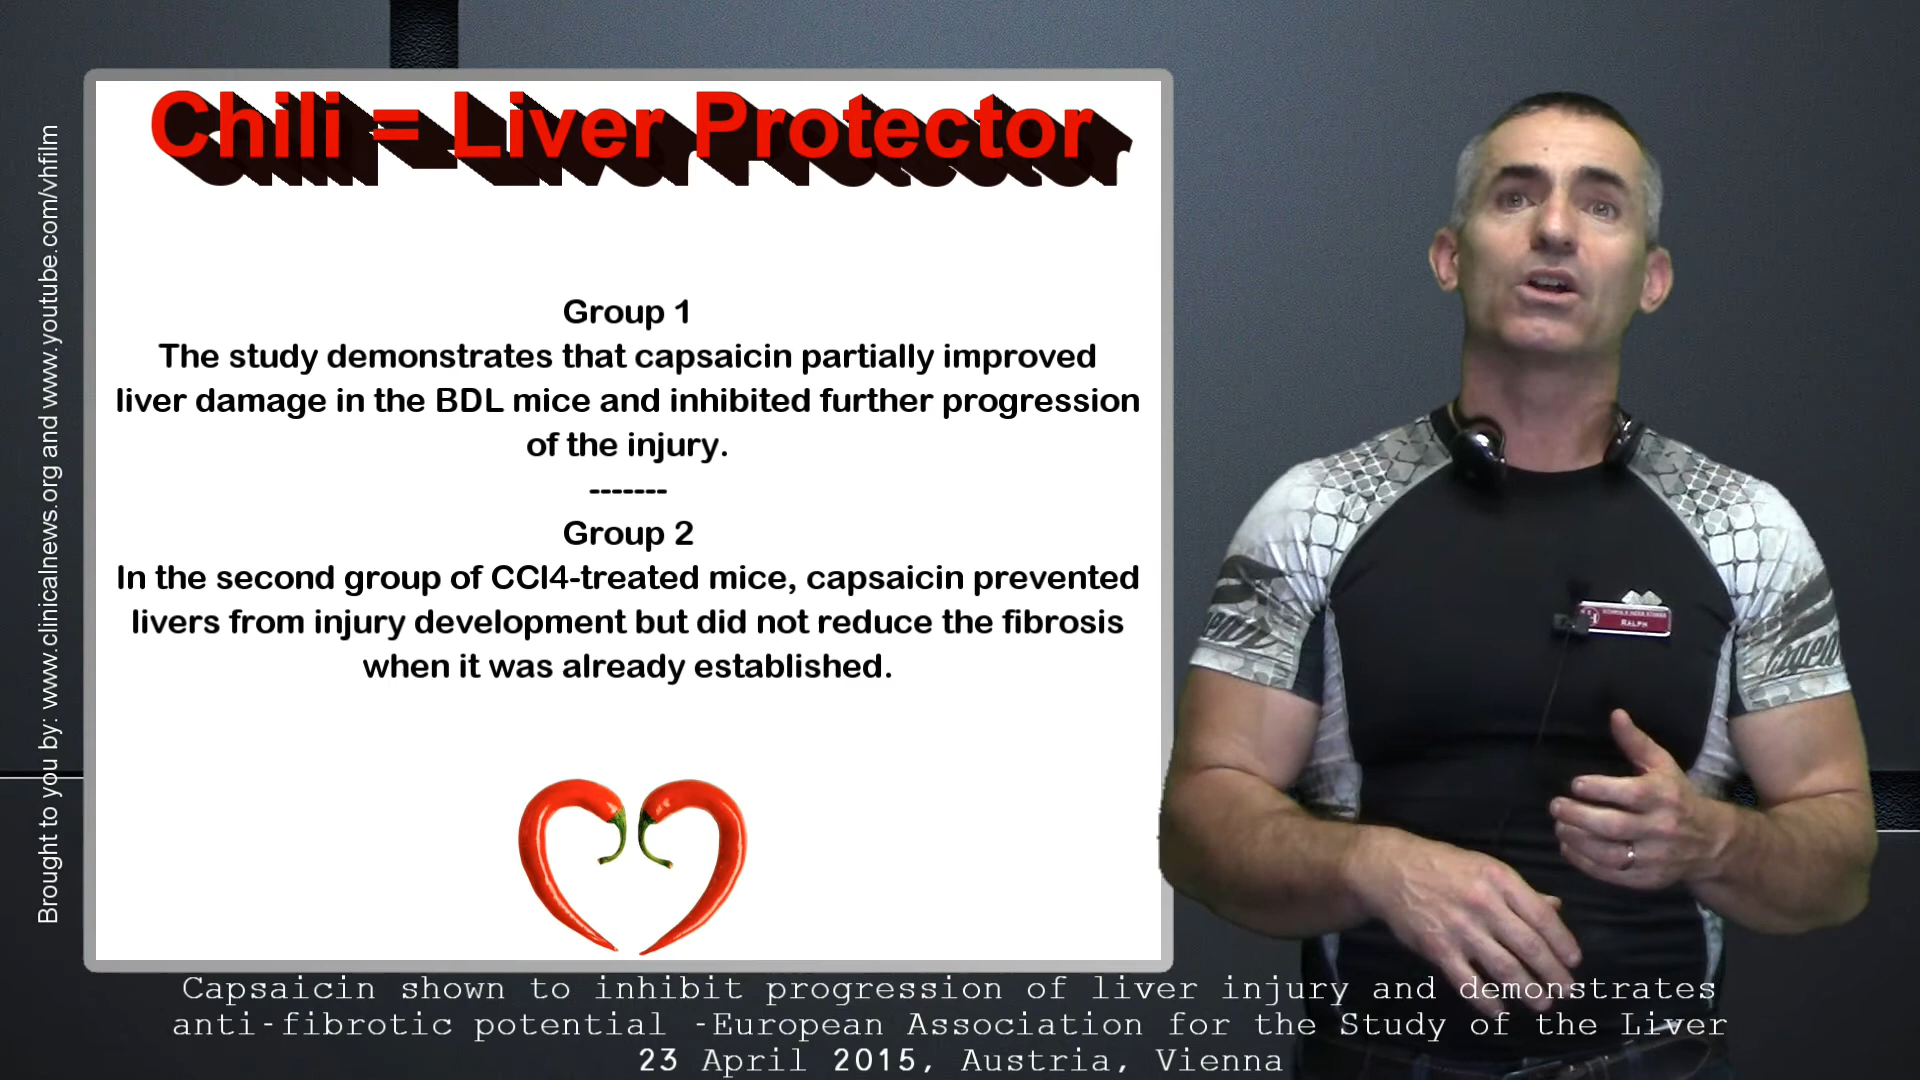 Chili = Liver Protector
Group 1
The study demonstrates that capsaicin partially improved
liver damage in the BDL mice and inhibited further progression
of the injury.
-------
Group 2
In the second group of CCl4-treated mice, capsaicin prevented
livers from injury development but did not reduce the fibrosis
when it was already established.
Brought to you by: www.clinicalnews.org and www.youtube.com/vhfilm
RALPH
Capsaicin shown to inhibit progression of liver injury and demonstrates
anti-fibrotic potential -European Association for the Study of the Liver
23 April 2015, Austria, Vienna